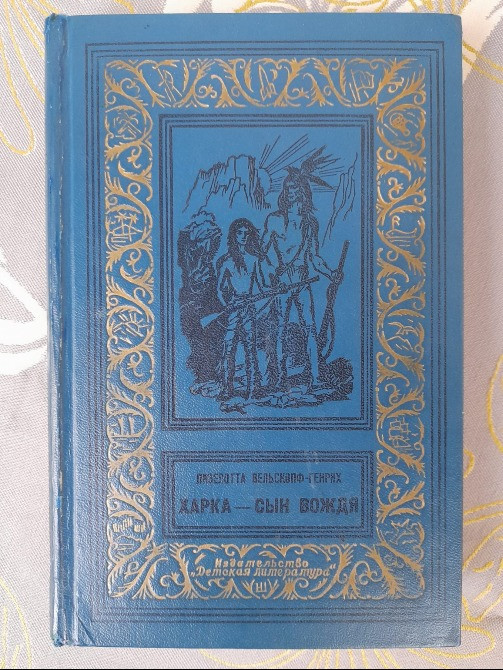 ЛИЗЕЛОТТА ВЕЛЬСКОПФ-ГЕНРИХ
ХАРКА — СЫН ВОЖДЯ
Издательство
„Детская литература"